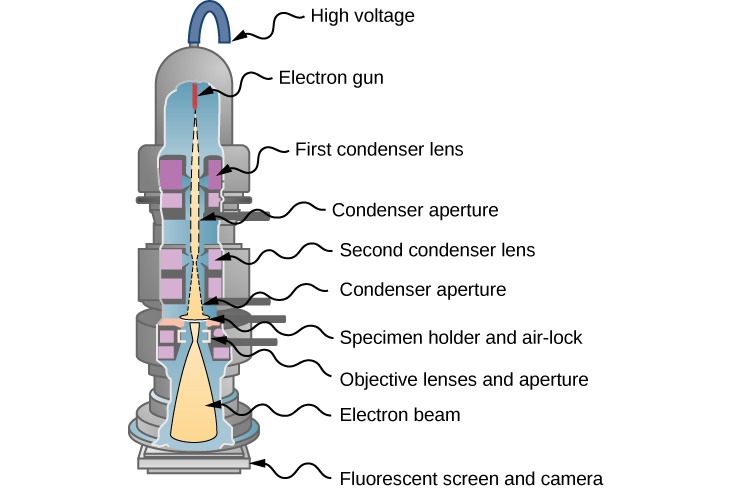 High voltage
Electron gun
First condenser lens
Condenser aperture
Second condenser lens
Condenser aperture
Specimen holder and air-lock
Objective lenses and aperture
Electron beam
Fluorescent screen and camera